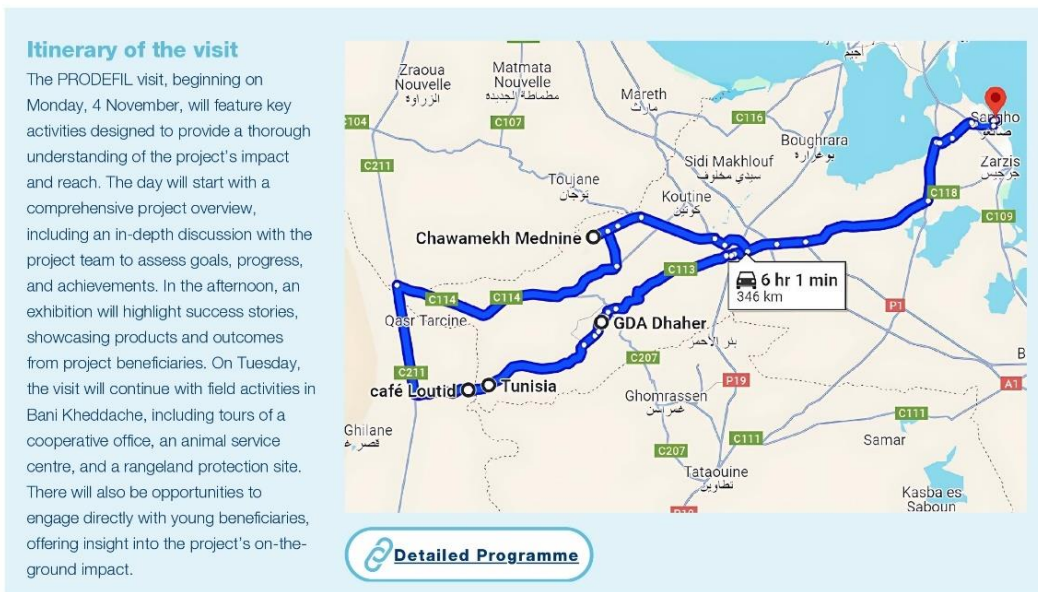 Itinerary of the visit
The PRODEFIL visit, beginning on
Monday, 4 November, will feature key
activities designed to provide a thorough
understanding of the project's impact
and reach. The day will start with a
comprehensive project overview,
including an in-depth discussion with the
project team to assess goals, progress,
and achievements. In the afternoon, an
exhibition will highlight success stories,
showcasing products and outcomes
from project beneficiaries. On Tuesday,
the visit will continue with field activities in
Bani Kheddache, including tours of a
cooperative office, an animal service
centre, and a rangeland protection site.
There will also be opportunities to
engage directly with young beneficiaries,
offering insight into the project's on-the-
ground impact.
أجيم
Zraoua
Nouvelle
الزراوة
Matmata
Nouvelle
مطماطة الجديدة
Mareth
مارث
C104
C107
C116
Sangho
صانغو
Boughrara
بوغرارة
C211
Sidi Makhlouf
سيدي مخلوف
Zarzis
جرجيس
Toujane
توجان
Koutine
كوتين
C118
C109
Chawamekh Mednine
C113
6 hr 1 min
346 km
C114
C114
Qasr Tarcine
P1
GDA Dhaher
بئر الأحمر
C207
B
C211
P19
A1
café Loutid
Tunisia
Ghomrassen
غمراسن
C111
Ghilane
C111
Samar
C207
Tataouine
تطاوين
Kasba es
Saboun
P19
Detailed Programme